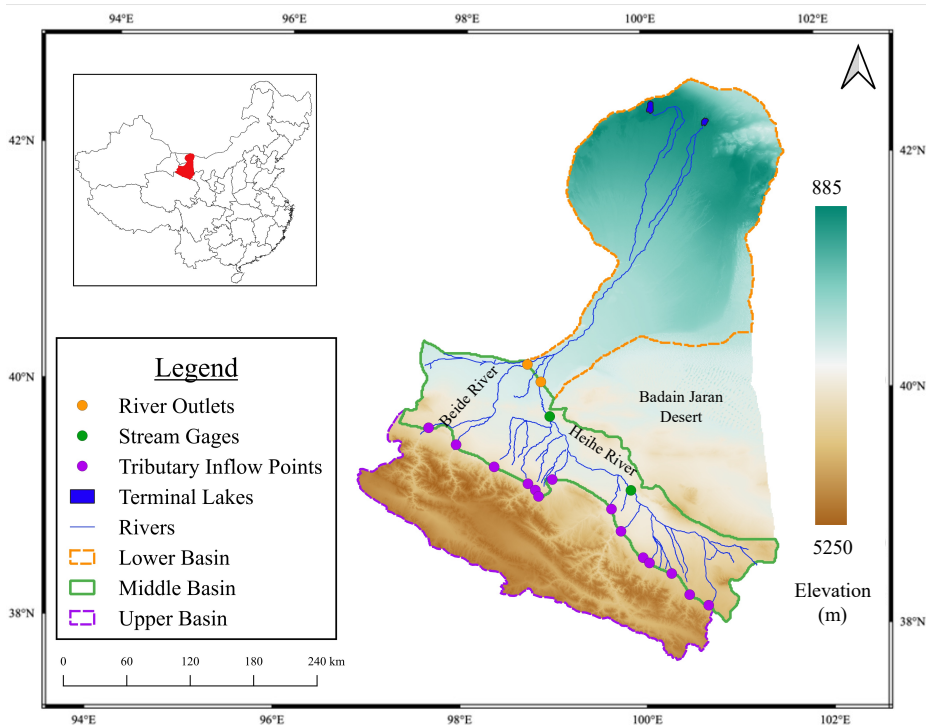 94°E
98°E
100°E
102°E
42°N
42°N
885
40°N
40°N
Beide River
Badain Jaran
Desert
Heihe River
Legend
River Outlets
Stream Gages
Tributary Inflow Points
Terminal Lakes
Rivers
Lower Basin
Middle Basin
Upper Basin
5250
Elevation
(m)
38°N
38°N
0 60 120 180 240 km
94°E
96°E
98°E
100°E
102°E